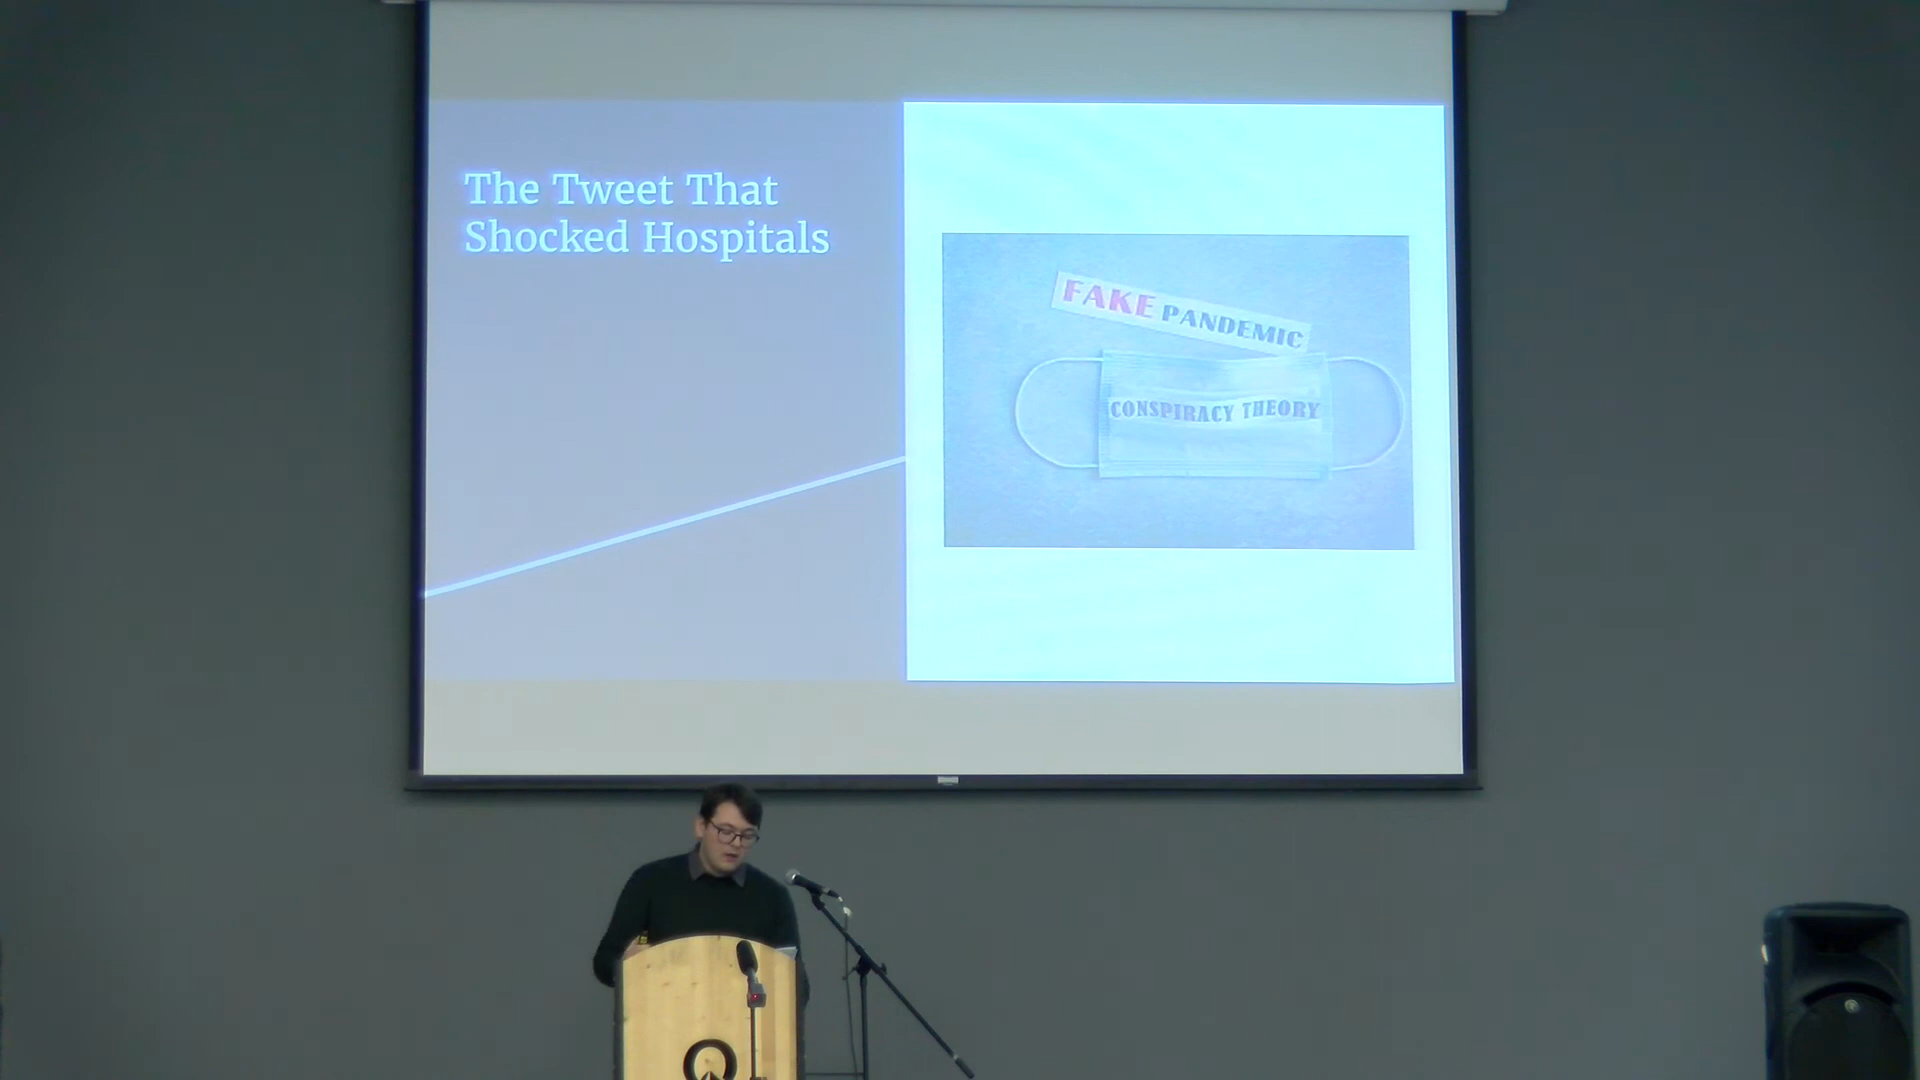 The Tweet That
Shocked Hospitals
FAKE PANDEMIC
CONSPIRACY THEORY